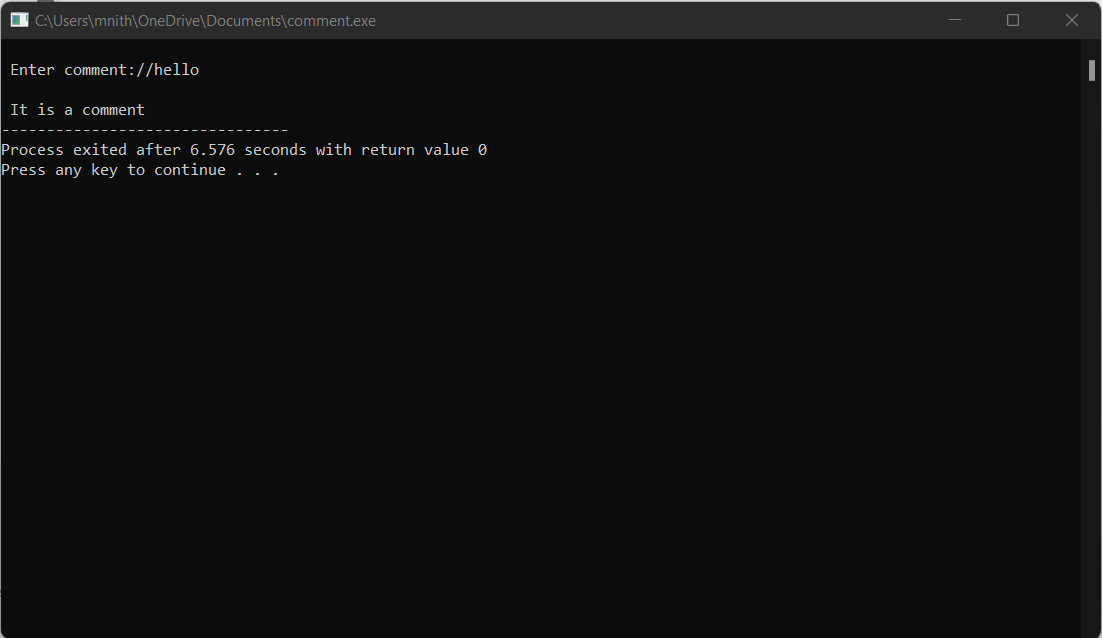 C:\Users\mnith\OneDrive\Documents\comment.exe
Enter comment://hello
It is a comment
--------------------------------
Process exited after 6.576 seconds with return value 0
Press any key to continue . . .